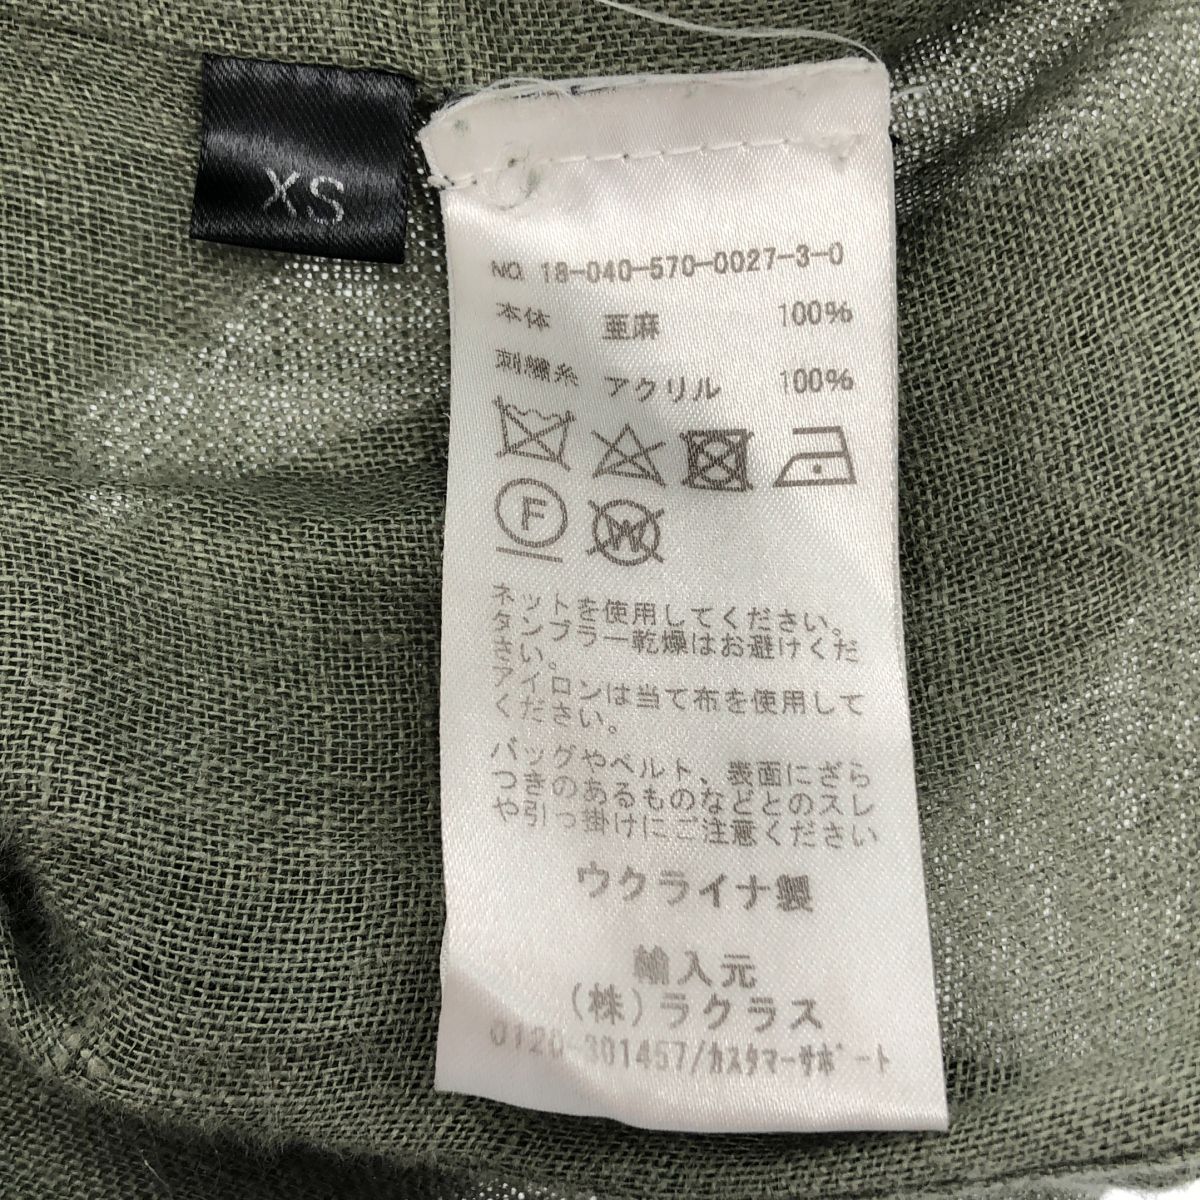 XS
NO. 18-040-570-0027-3-0
本体 亜麻 100%
刺繍糸 アクリル 100%
F W
ネットを使用してください。
タンブラー乾燥はお避けくだ
さい。
アイロンは当て布を使用して
ください。
バッグやベルト、表面にざら
つきのあるものなどとのスレ
や引っ掛けにご注意ください
ウクライナ製
輸入元
(株)ラクラス
0120-301457/カスタマーサポート